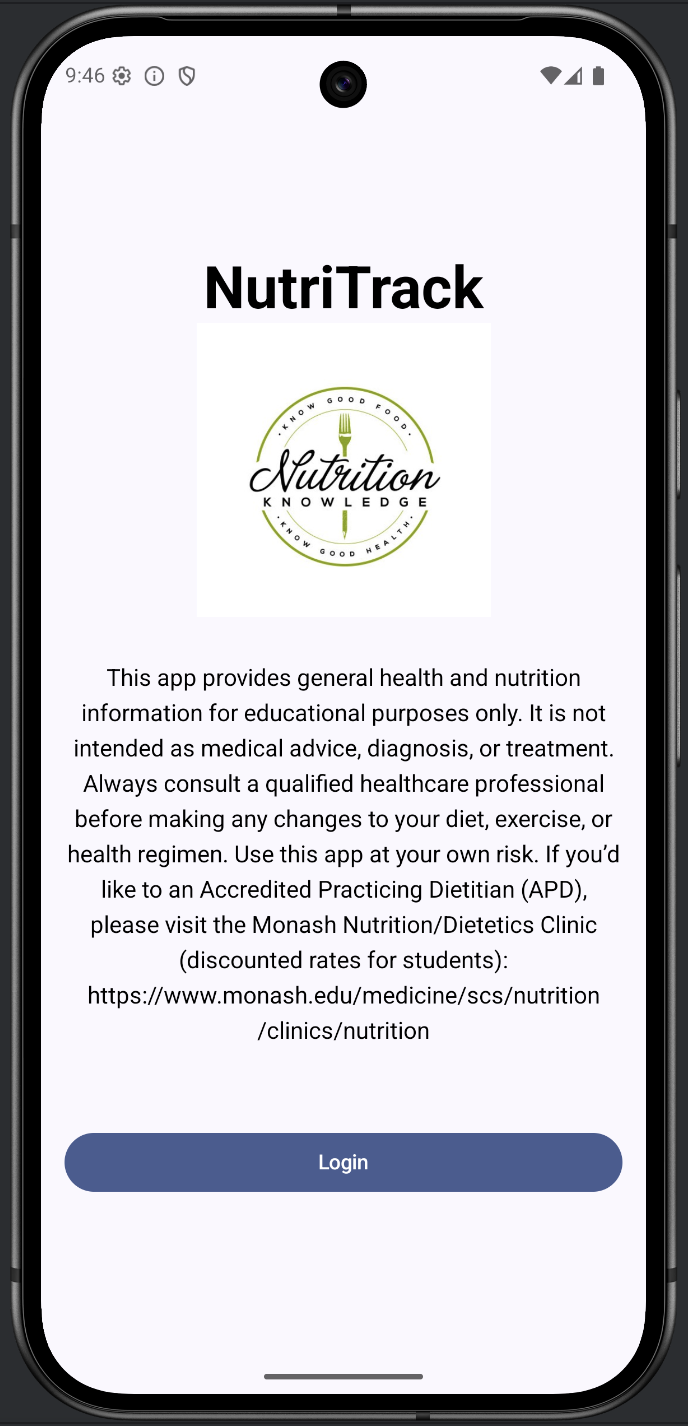 9:46
NutriTrack
· KNOW GOOD FOOD ·
Nutrition
KNOWLEDGE
· KNOW GOOD HEALTH ·
This app provides general health and nutrition
information for educational purposes only. It is not
intended as medical advice, diagnosis, or treatment.
Always consult a qualified healthcare professional
before making any changes to your diet, exercise, or
health regimen. Use this app at your own risk. If you’d
like to an Accredited Practicing Dietitian (APD),
please visit the Monash Nutrition/Dietetics Clinic
(discounted rates for students):
https://www.monash.edu/medicine/scs/nutrition
/clinics/nutrition
Login